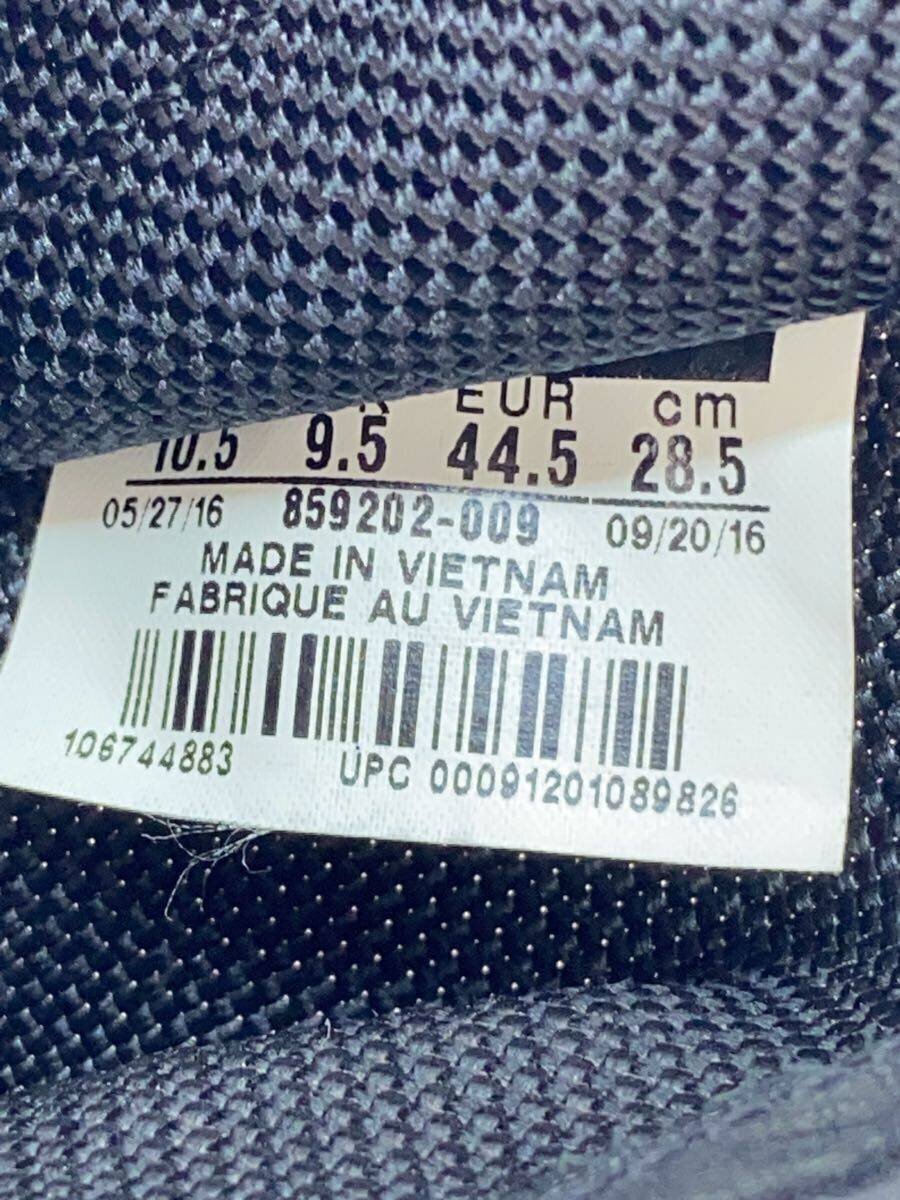 EUR cm
10.5 9.5 44.5 28.5
05/27/16 859202-009 09/20/16
MADE IN VIETNAM
FABRIQUE AU VIETNAM
106744883 UPC 00091201089826